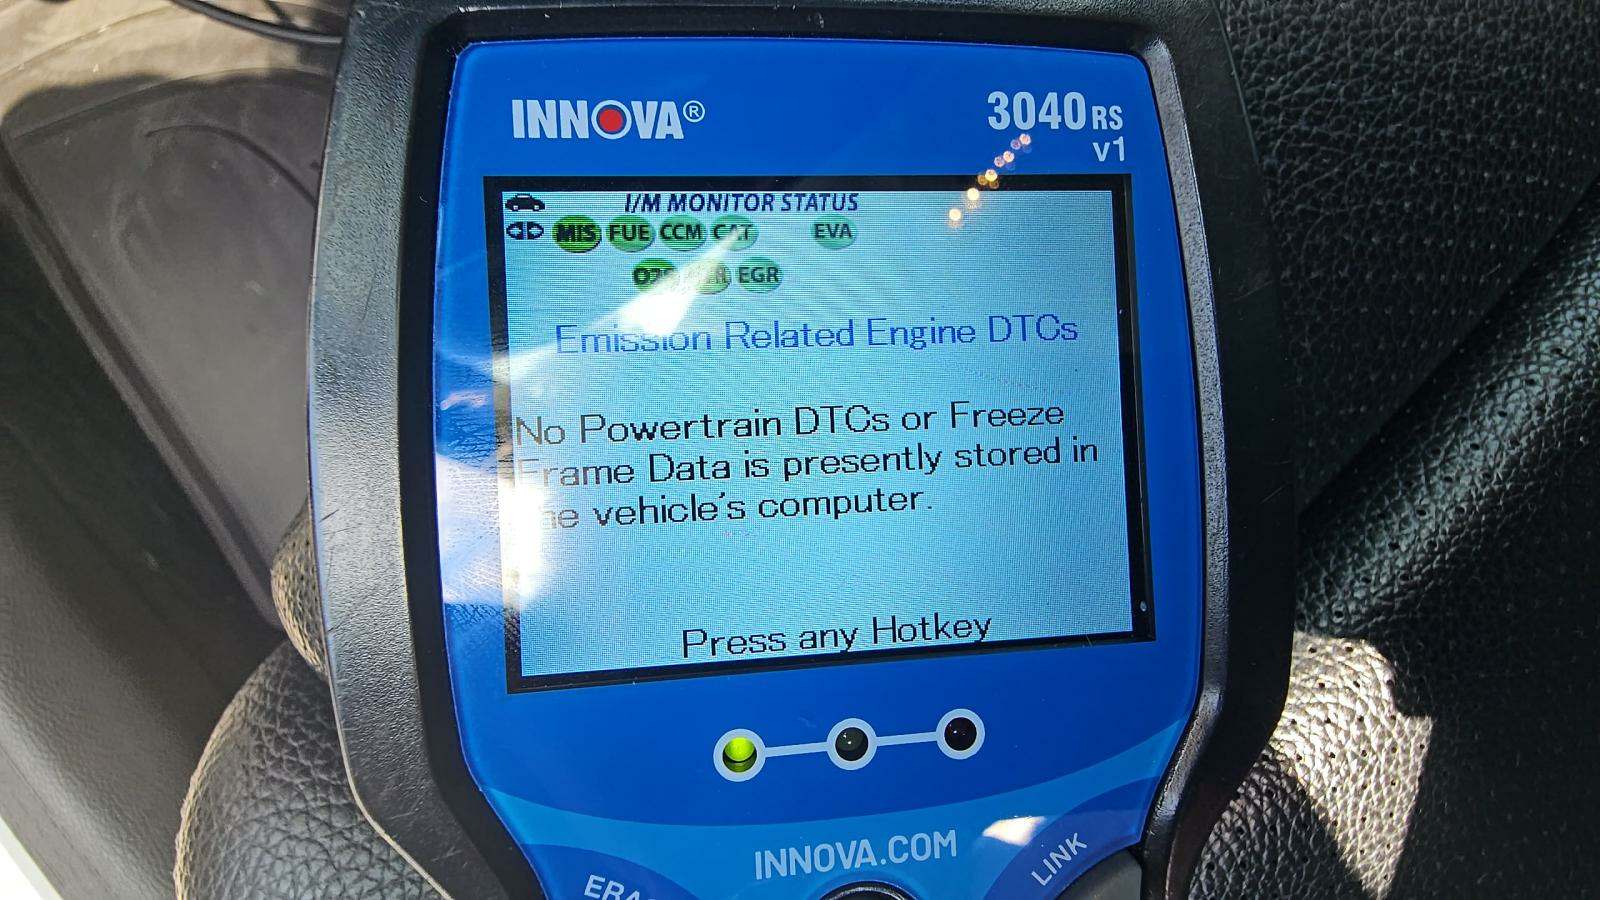 INNOVA®
3040RS
v1
I/M MONITOR STATUS
MIS FUE CCM CAT EVA
EGR
Emission Related Engine DTCs
No Powertrain DTCs or Freeze
Frame Data is presently stored in
vehicle's computer.
Press any Hotkey
INNOVA.COM
LINK